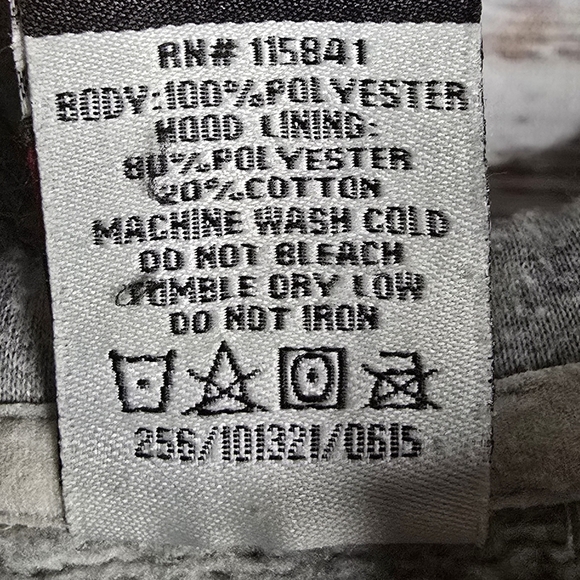 RN# 115841
BODY:100%POLYESTER
HOOD LINING:
80%POLYESTER
20%COTTON
MACHINE WASH COLD
DO NOT BLEACH
TUMBLE DRY LOW
DO NOT IRON
256/101321/0615